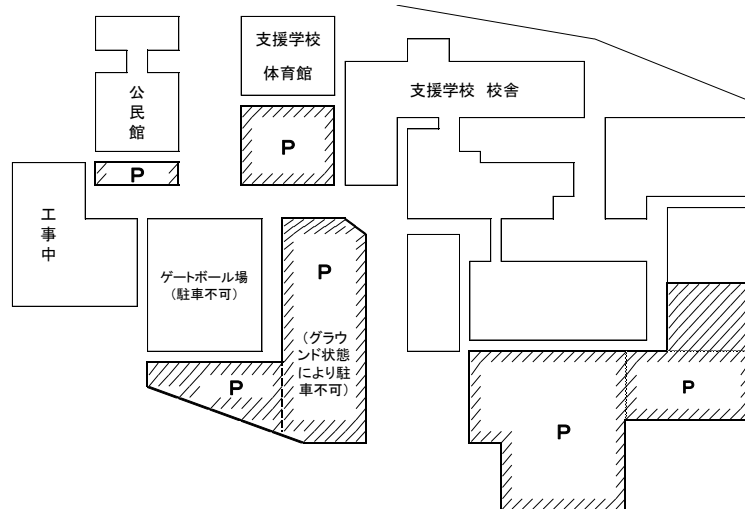 支援学校
体育館
支援学校 校舎
公
民
館
P
P
工
事
中
ゲートボール場
(駐車不可)
P
(グラウ
ンド状態
により駐
車不可)
P
P
P